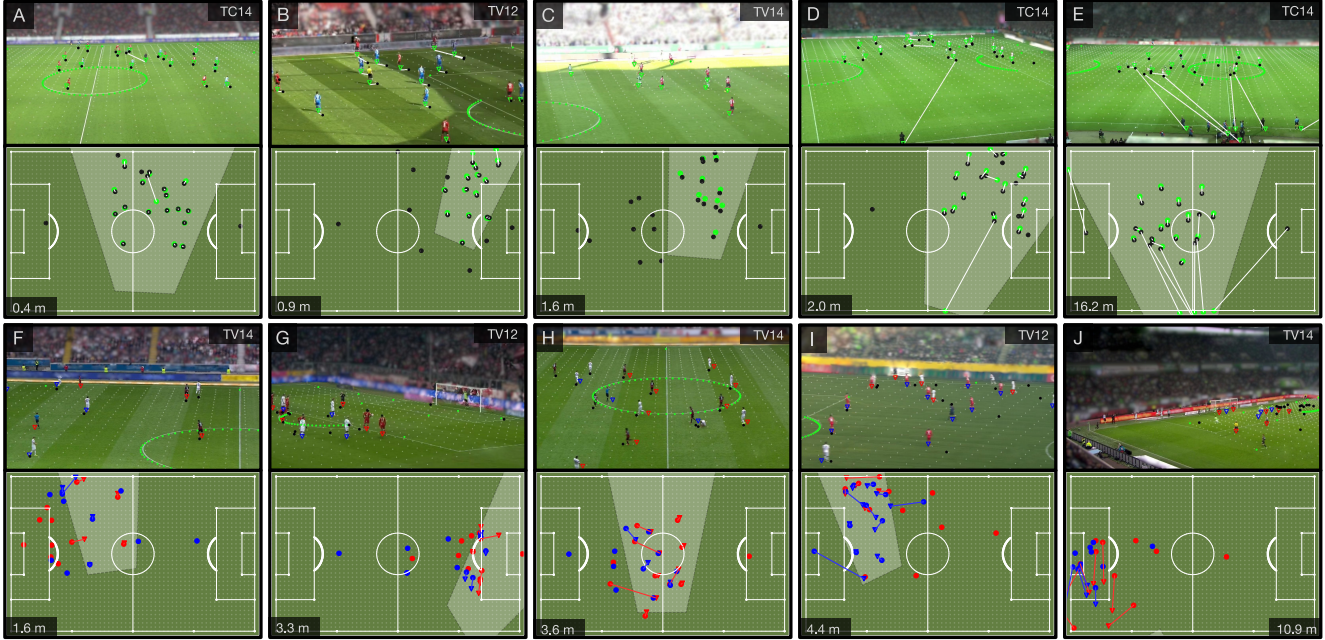 A TC14
B TV12
C TV14
D TC14
E TC14
0.4 m
0.9 m
1.6 m
2.0 m
16.2 m
F TV14
G TV12
H TV14
I TV12
J TV14
1.6 m
3.3 m
3.6 m
4.4 m
10.9 m